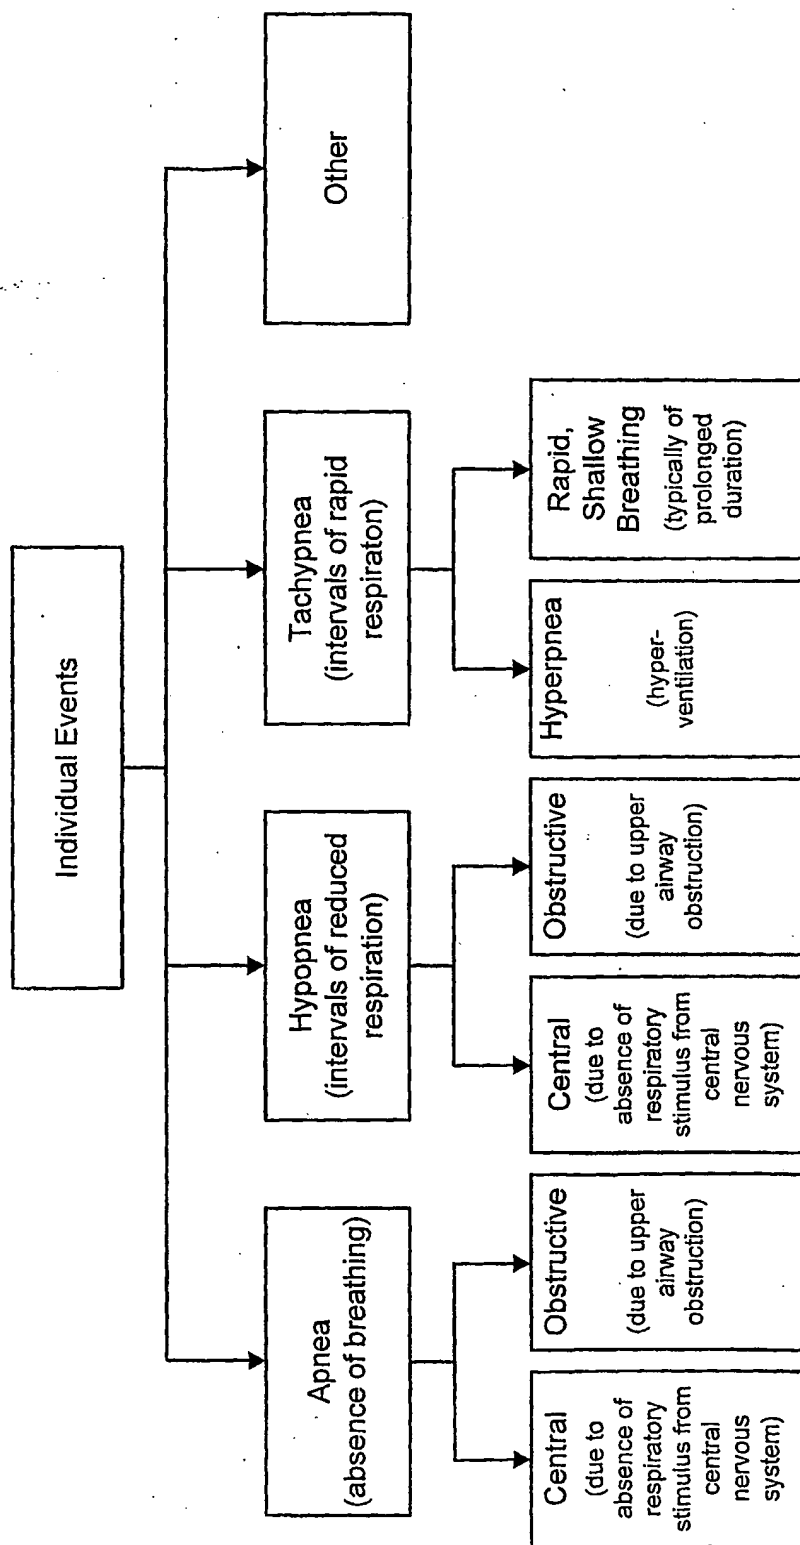 Individual Events
Apnea
(absence of breathing)
Hypopnea
(intervals of reduced
respiration)
Tachypnea
(intervals of rapid
respiraton)
Other
Central
(due to
absence of
respiratory
stimulus from
central
nervous
system)
Obstructive
(due to upper
airway
obstruction)
Central
(due to
absence of
respiratory
stimulus from
central
nervous
system)
Obstructive
(due to upper
airway
obstruction)
Hyperpnea
(hyper-
ventilation)
Rapid,
Shallow
Breathing
(typically of
prolonged
duration)